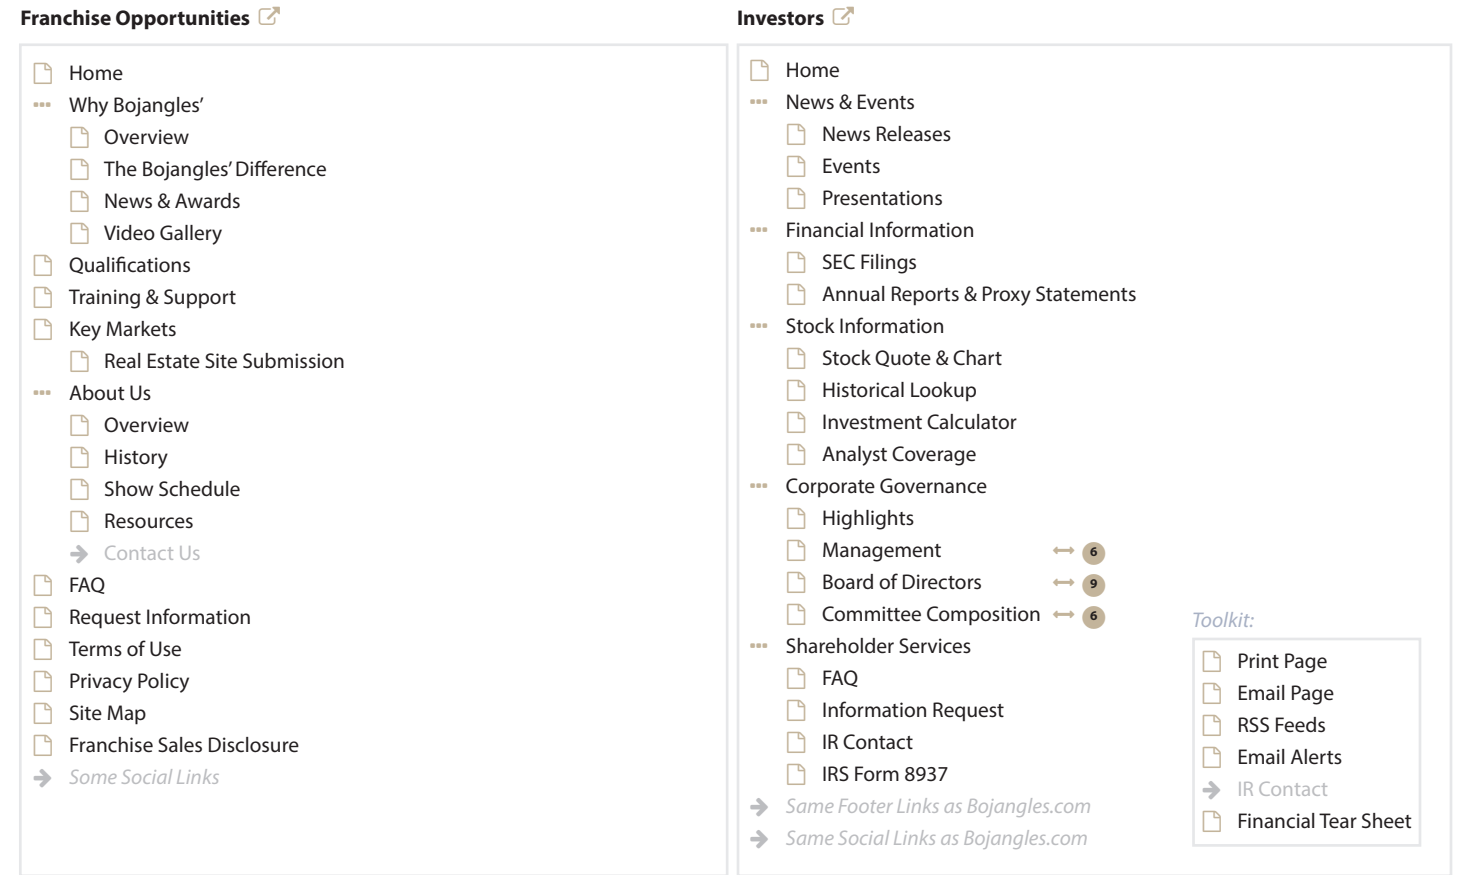 Franchise Opportunities
Home
Why Bojangles’
Overview
The Bojangles’ Difference
News & Awards
Video Gallery
Qualifications
Training & Support
Key Markets
Real Estate Site Submission
About Us
Overview
History
Show Schedule
Resources
Contact Us
FAQ
Request Information
Terms of Use
Privacy Policy
Site Map
Franchise Sales Disclosure
Some Social Links
Investors
Home
News & Events
News Releases
Events
Presentations
Financial Information
SEC Filings
Annual Reports & Proxy Statements
Stock Information
Stock Quote & Chart
Historical Lookup
Investment Calculator
Analyst Coverage
Corporate Governance
Highlights
Management 6
Board of Directors 9
Committee Composition 6
Shareholder Services
FAQ
Information Request
IR Contact
IRS Form 8937
Same Footer Links as Bojangles.com
Same Social Links as Bojangles.com
Toolkit:
Print Page
Email Page
RSS Feeds
Email Alerts
IR Contact
Financial Tear Sheet